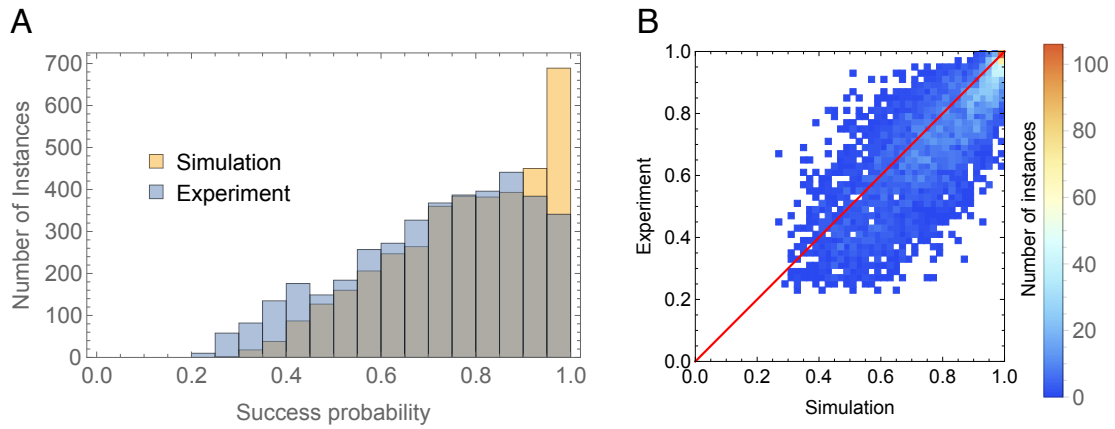 A
700
600
500
400
300
200
100
0
Number of Instances
Simulation
Experiment
0.0 0.2 0.4 0.6 0.8 1.0
Success probability
B
1.0
0.8
0.6
0.4
0.2
0.0
Experiment
0.0 0.2 0.4 0.6 0.8 1.0
Simulation
Number of instances
100
80
60
40
20
0